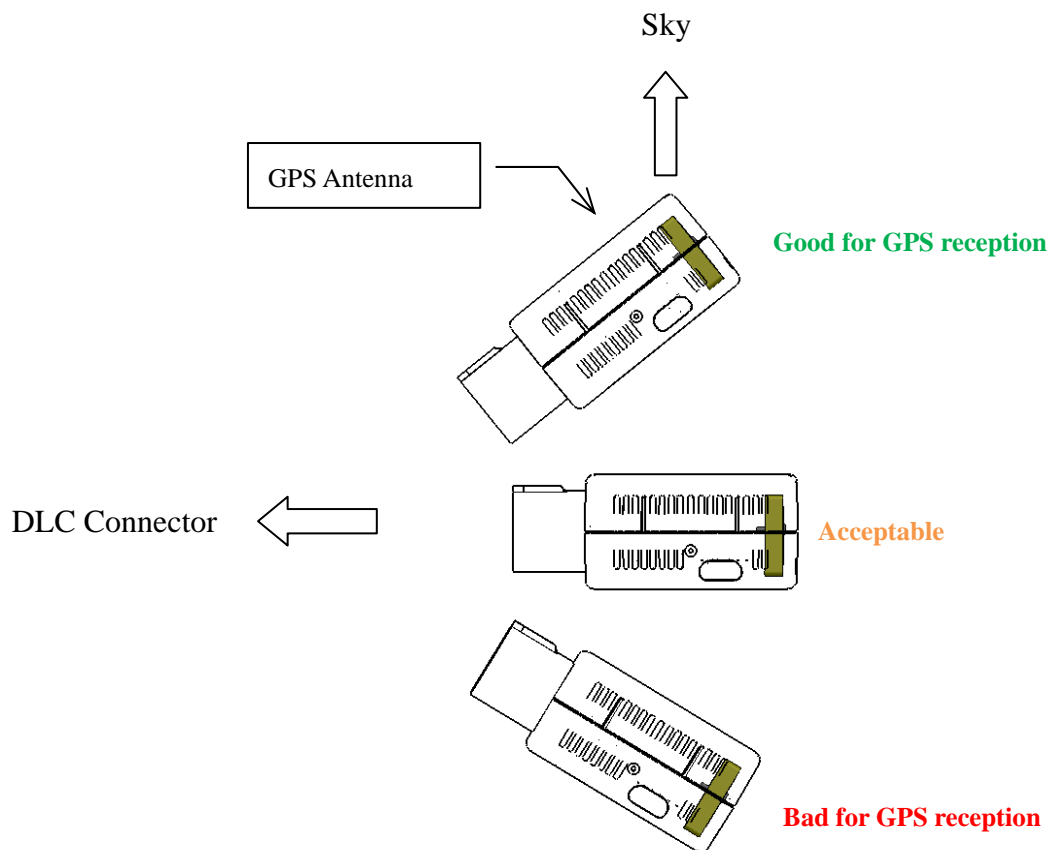 Sky
GPS Antenna
Good for GPS reception
DLC Connector
Acceptable
Bad for GPS reception